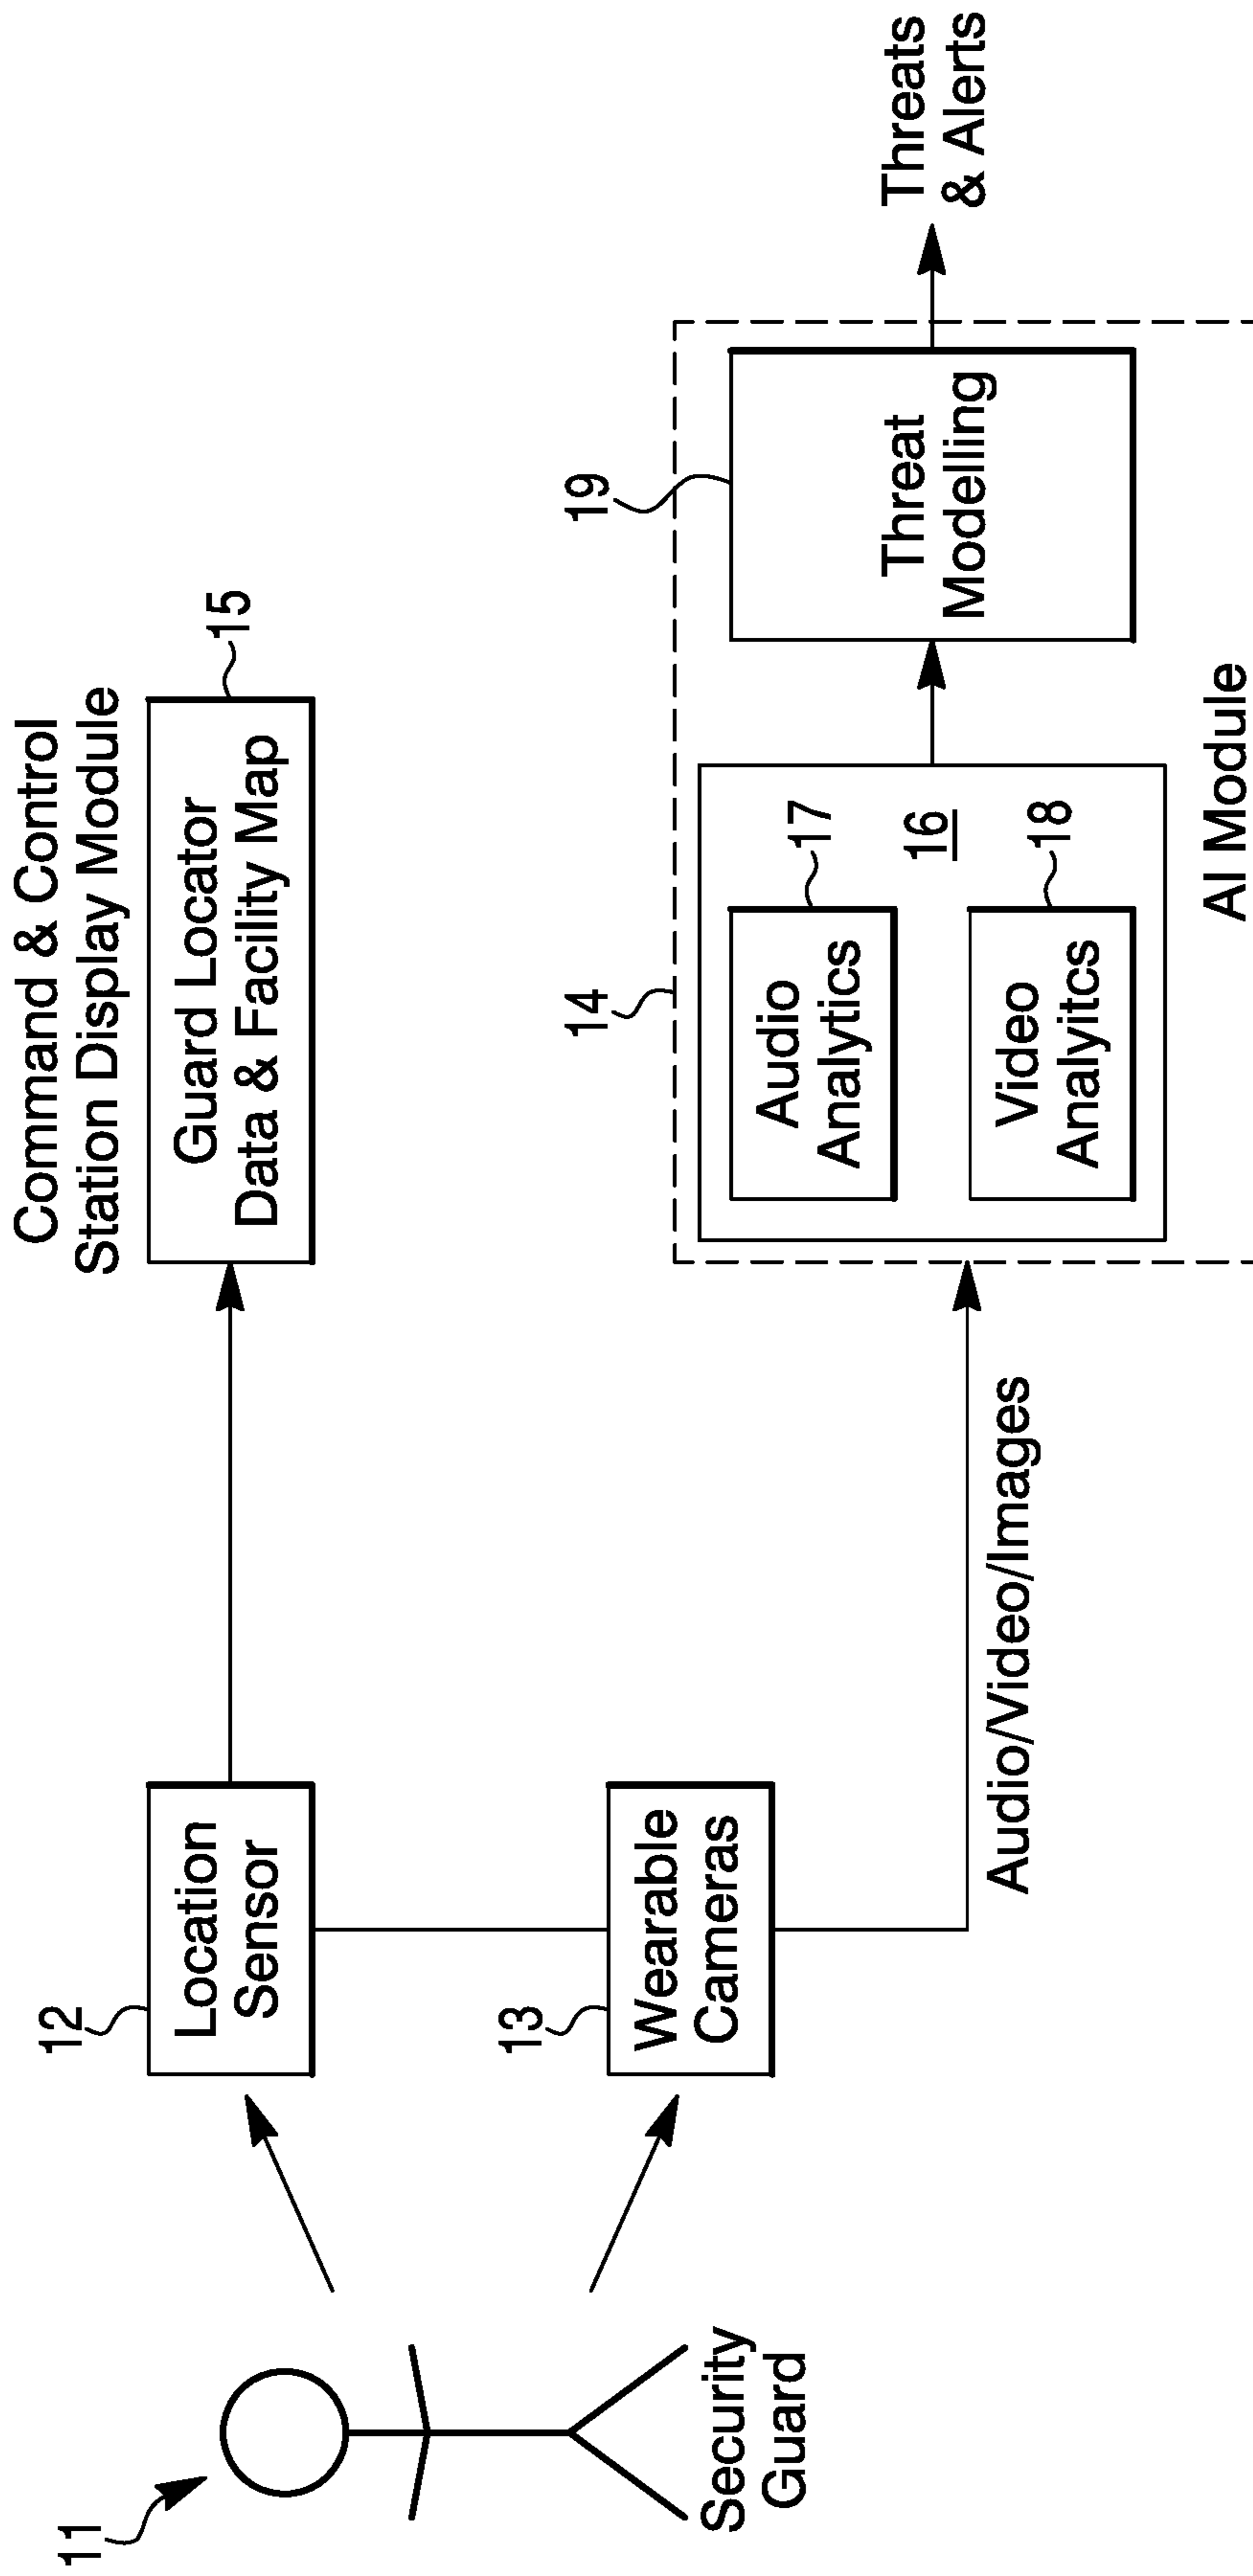 11
Security
Guard
12
Location
Sensor
13
Wearable
Cameras
Audio/Video/Images
Command & Control
Station Display Module
Guard Locator
Data & Facility Map
15
14
Audio
Analytics
17
16
Video
Analyitcs
18
19
Threat
Modelling
AI Module
Threats
& Alerts